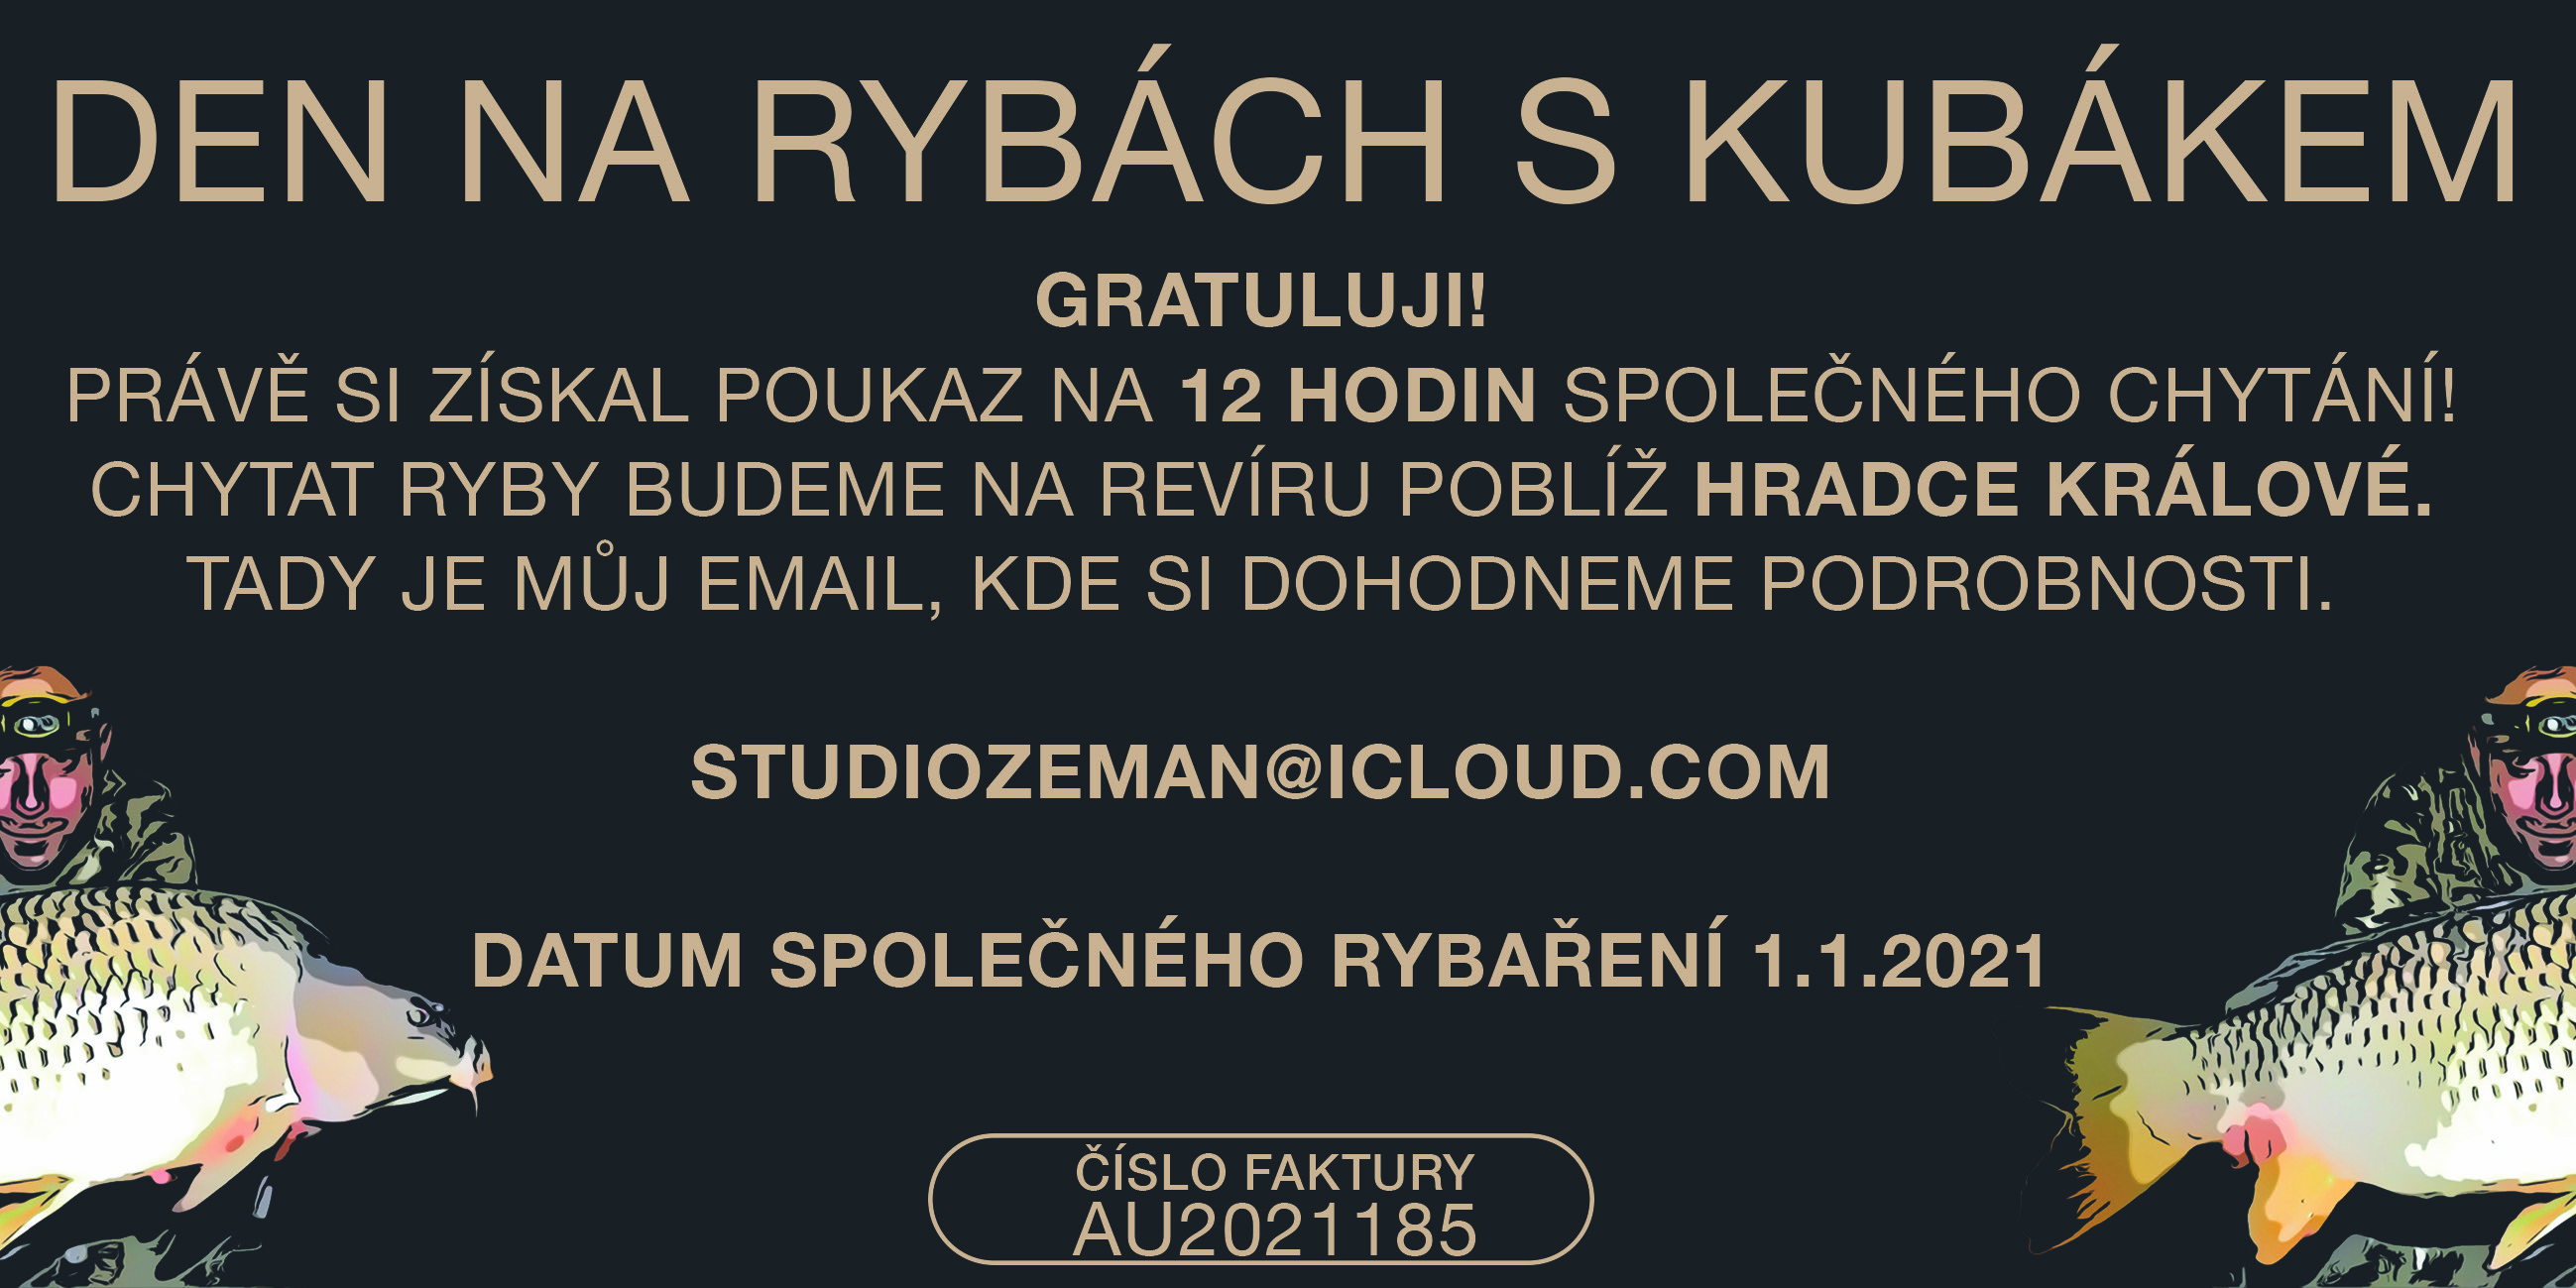 DEN NA RYBÁCH S KUBÁKEM
GRATULUJI!
PRÁVĚ SI ZÍSKAL POUKAZ NA 12 HODIN SPOLEČNÉHO CHYTÁNÍ!
CHYTAT RYBY BUDEME NA REVÍRU POBLÍŽ HRADCE KRÁLOVÉ.
TADY JE MŮJ EMAIL, KDE SI DOHODNEME PODROBNOSTI.
STUDIOZEMAN@ICLOUD.COM
DATUM SPOLEČNÉHO RYBAŘENÍ 1.1.2021
ČÍSLO FAKTURY
AU2021185